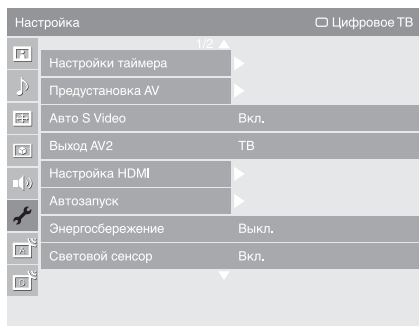 Настройка Цифровое ТВ
1/2
Настройки таймера
Предустановка AV
Авто S Video Вкл.
Выход AV2 ТВ
Настройка HDMI
Автозапуск
Энергосбережение Выкл.
Световой сенсор Вкл.
A
D